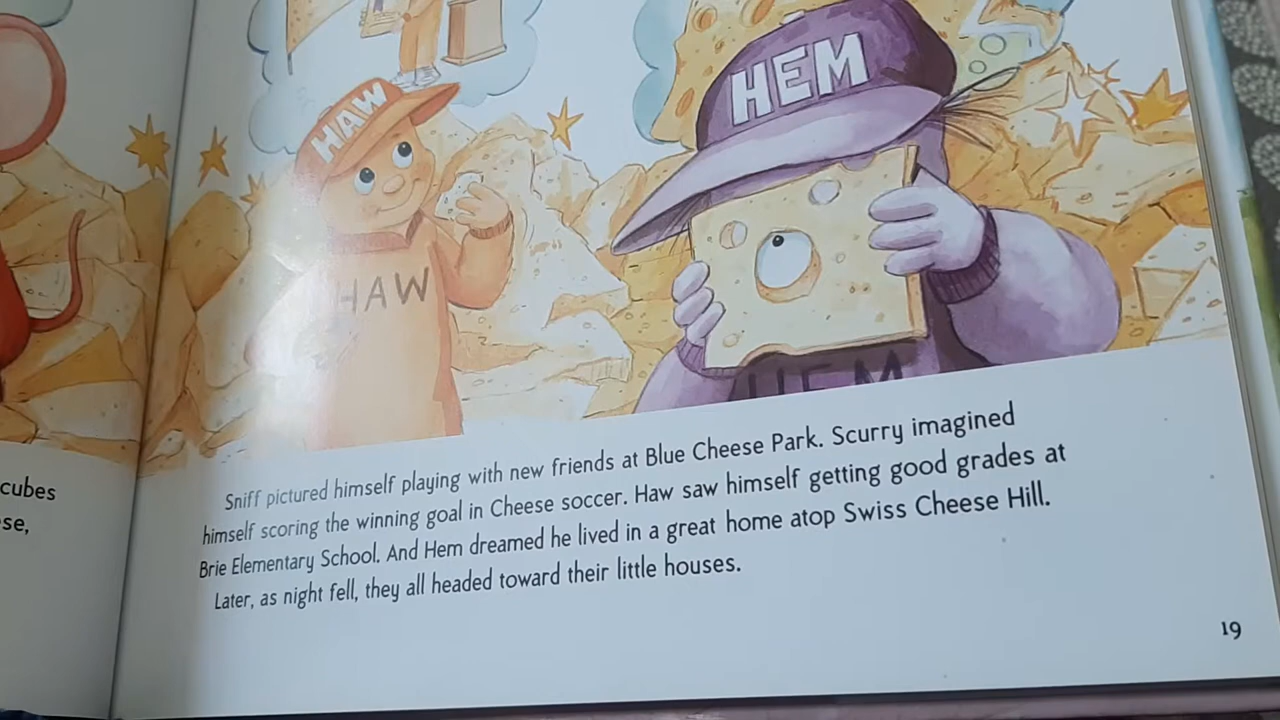 HAW
HEM
HAW
HEM
cubes
se,
Sniff pictured himself playing with new friends at Blue Cheese Park. Scurry imagined
himself scoring the winning goal in Cheese soccer. Haw saw himself getting good grades at
Brie Elementary School. And Hem dreamed he lived in a great home atop Swiss Cheese Hill.
Later, as night fell, they all headed toward their little houses.
19